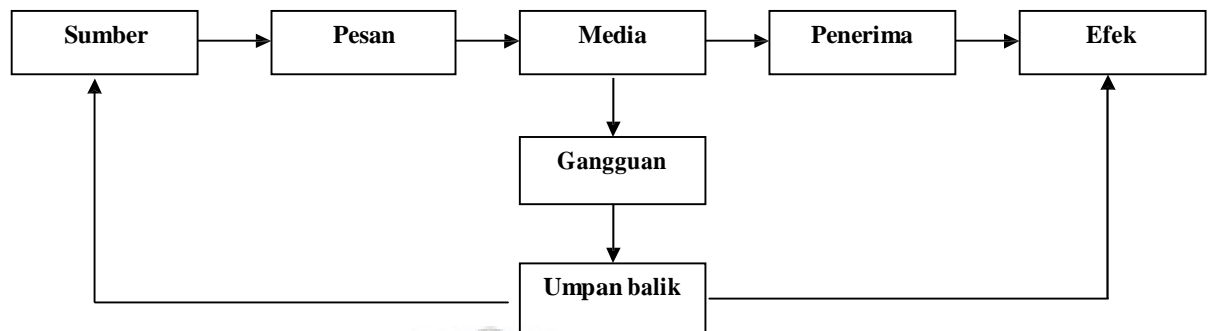 Sumber
Pesan
Media
Penerima
Efek
Gangguan
Umpan balik